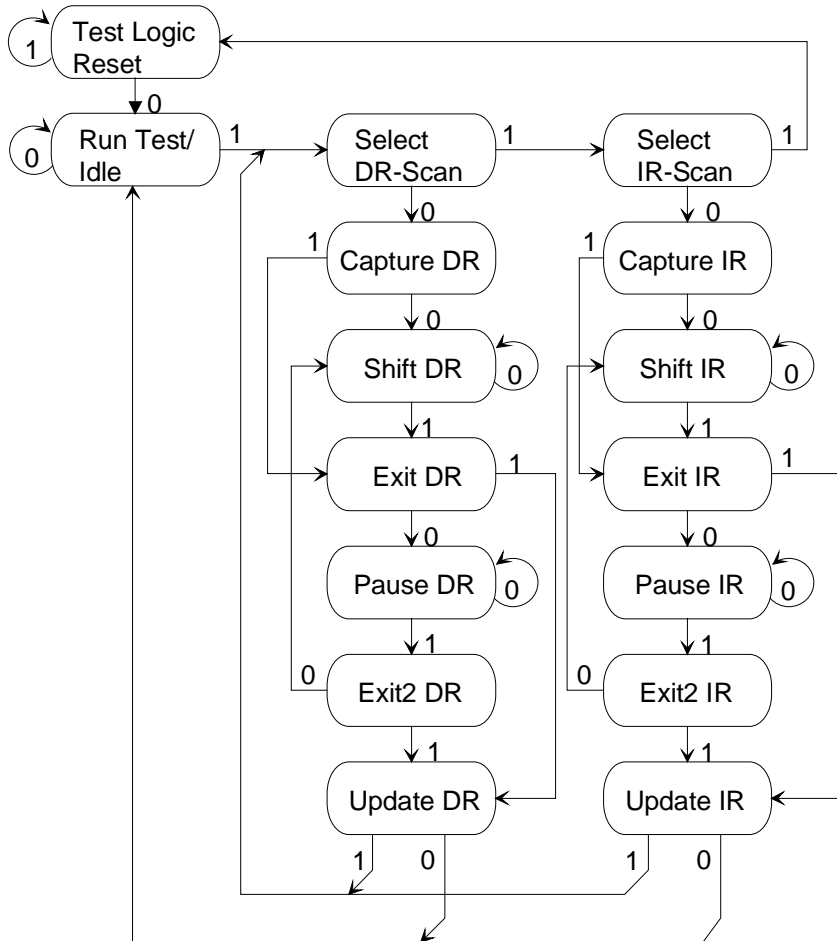 Test Logic
Reset
1
0
Run Test/
Idle
0
1
Select
DR-Scan
1
Select
IR-Scan
1
0
0
1
Capture DR
1
Capture IR
0
0
Shift DR
0
Shift IR
0
1
1
Exit DR
1
Exit IR
1
0
0
Pause DR
0
Pause IR
0
1
1
0
Exit2 DR
0
Exit2 IR
1
1
Update DR
Update IR
1
0
1
0